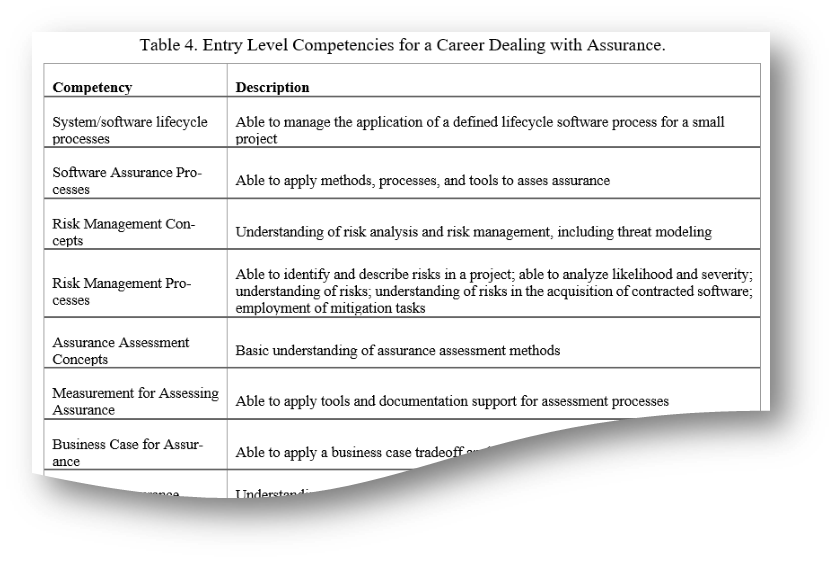 Table 4. Entry Level Competencies for a Career Dealing with Assurance.
Competency Description
System/software lifecycle
processes
Able to manage the application of a defined lifecycle software process for a small
project
Software Assurance Pro-
cesses
Able to apply methods, processes, and tools to asses assurance
Risk Management Con-
cepts
Understanding of risk analysis and risk management, including threat modeling
Risk Management Pro-
cesses
Able to identify and describe risks in a project; able to analyze likelihood and severity;
understanding of risks; understanding of risks in the acquisition of contracted software;
employment of mitigation tasks
Assurance Assessment
Concepts
Basic understanding of assurance assessment methods
Measurement for Assessing
Assurance
Able to apply tools and documentation support for assessment processes
Business Case for Assur-
ance
Able to apply a business case tradeoff